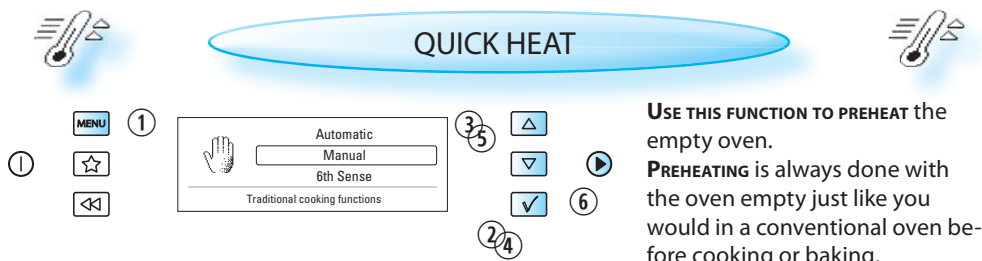 QUICK HEAT
MENU
①
Automatic
Manual
6th Sense
Traditional cooking functions
③
⑤
②
④
⑥
USE THIS FUNCTION TO PREHEAT the
empty oven.
PREHEATING is always done with
the oven empty just like you
would in a conventional oven be-
fore cooking or baking.